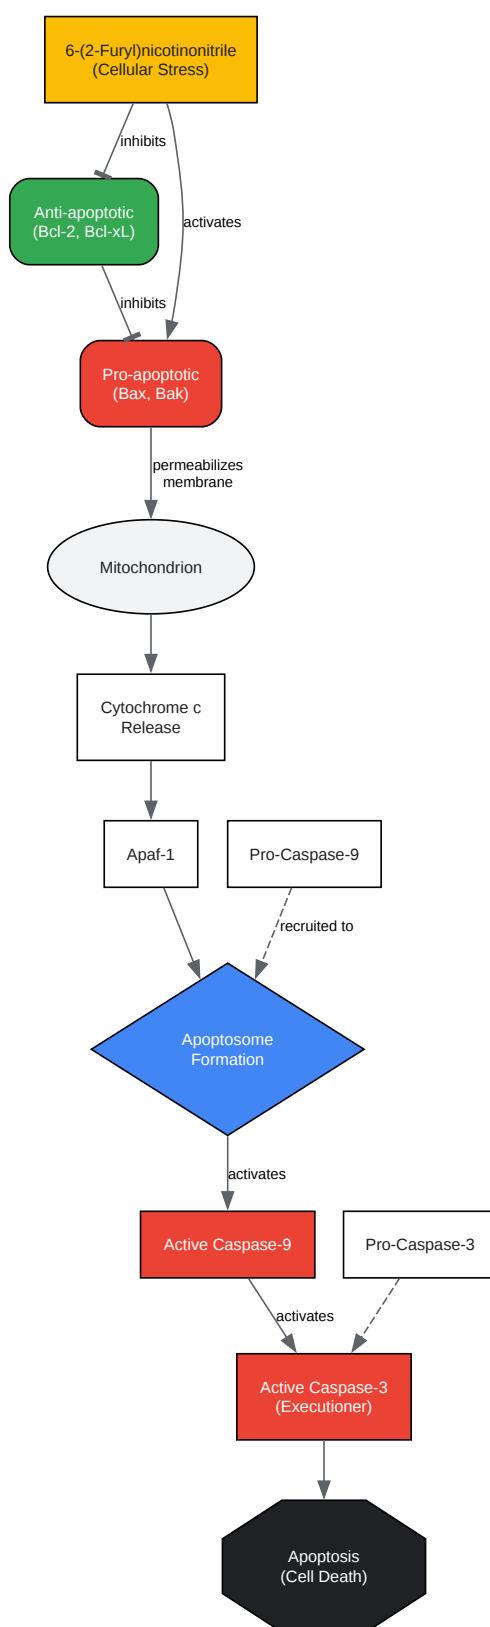 6-(2-Furyl)nicotinonitrile
(Cellular Stress)
inhibits
Anti-apoptotic
(Bcl-2, Bcl-xL)
activates
inhibits
Pro-apoptotic
(Bax, Bak)
permeabilizes
membrane
Mitochondrion
Cytochrome c
Release
Apaf-1
Pro-Caspase-9
recruited to
Apoptosome
Formation
activates
Active Caspase-9
Pro-Caspase-3
activates
Active Caspase-3
(Executioner)
Apoptosis
(Cell Death)